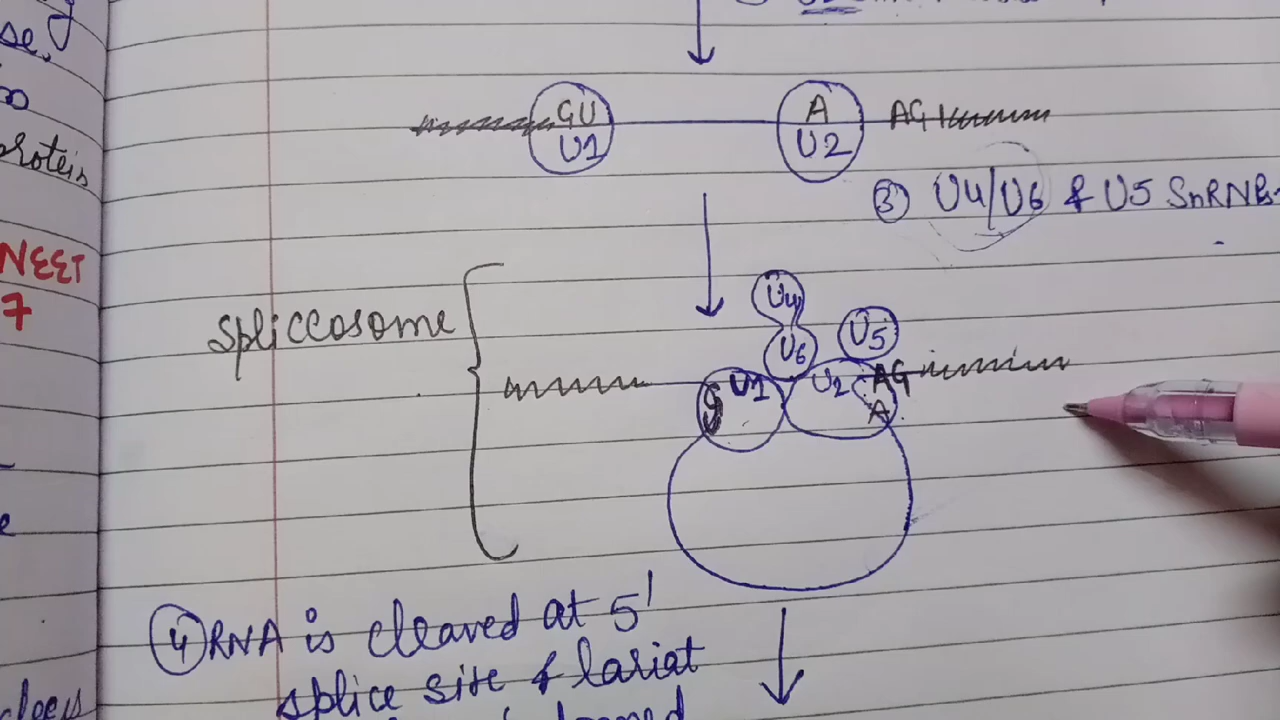 se.
protein
NEET
7
GU
U1
A
U2
AG
③ U4/U6 & U5 SnRNPs
Spliceosome
U4
U6
U5
U1
U2
AG
A
④ RNA is cleaved at 5'
splice site & lariat